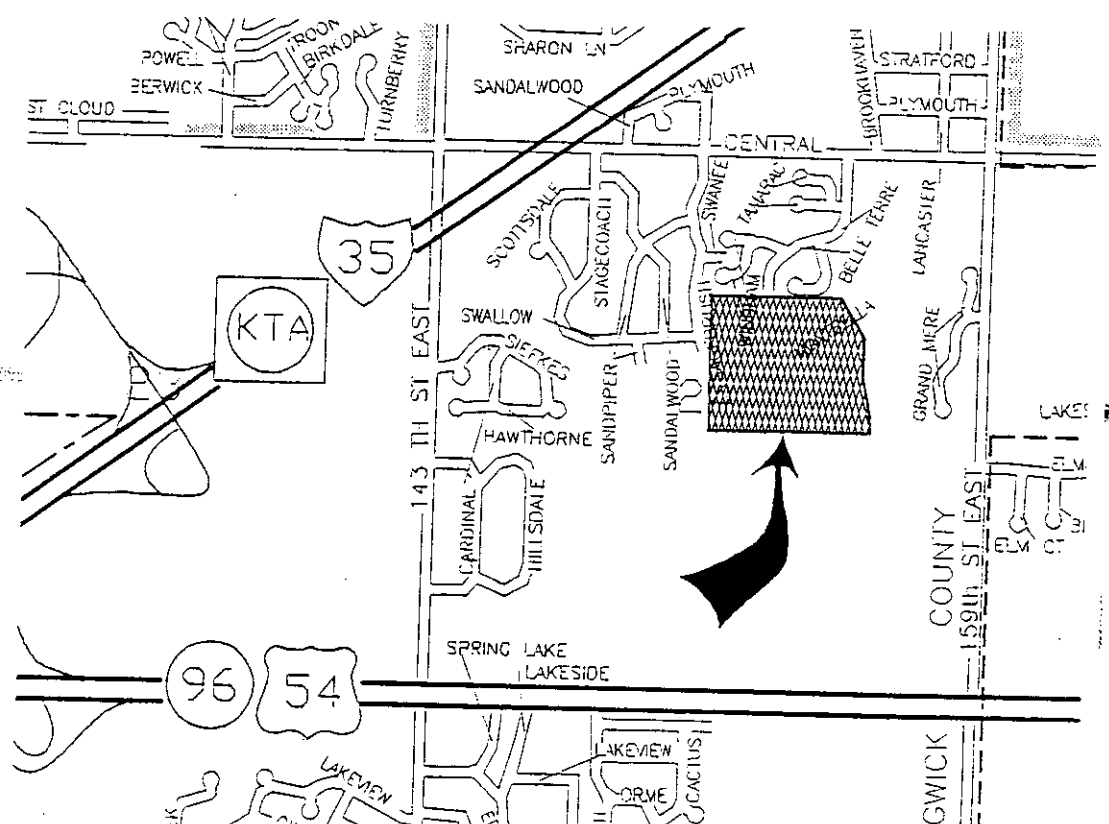 TROON
BIRKDALE
TURNBERRY
POWELL
BERWICK
ST CLOUD
SHARON LN
SANDALWOOD
PLYMOUTH
BROOKHAVEN
STRATFORD
PLYMOUTH
CENTRAL
SCOTTSDALE
STAGECOACH
SWANEE
TAMARAC
BELLE TERRE
LANCASTER
35
KTA
143 TH ST EAST
SWALLOW
SIEFKES
HAWTHORNE
SANDPIPER
SANDALWOOD
GRAND MERE
LAKES
ELM
ELM CT
BI
CARDINAL
HILLSDALE
COUNTY
159th ST EAST
SPRING LAKE
LAKESIDE
96
54
LAKEVIEW
LAKEVIEW
ORME
CACTUS
GWICK